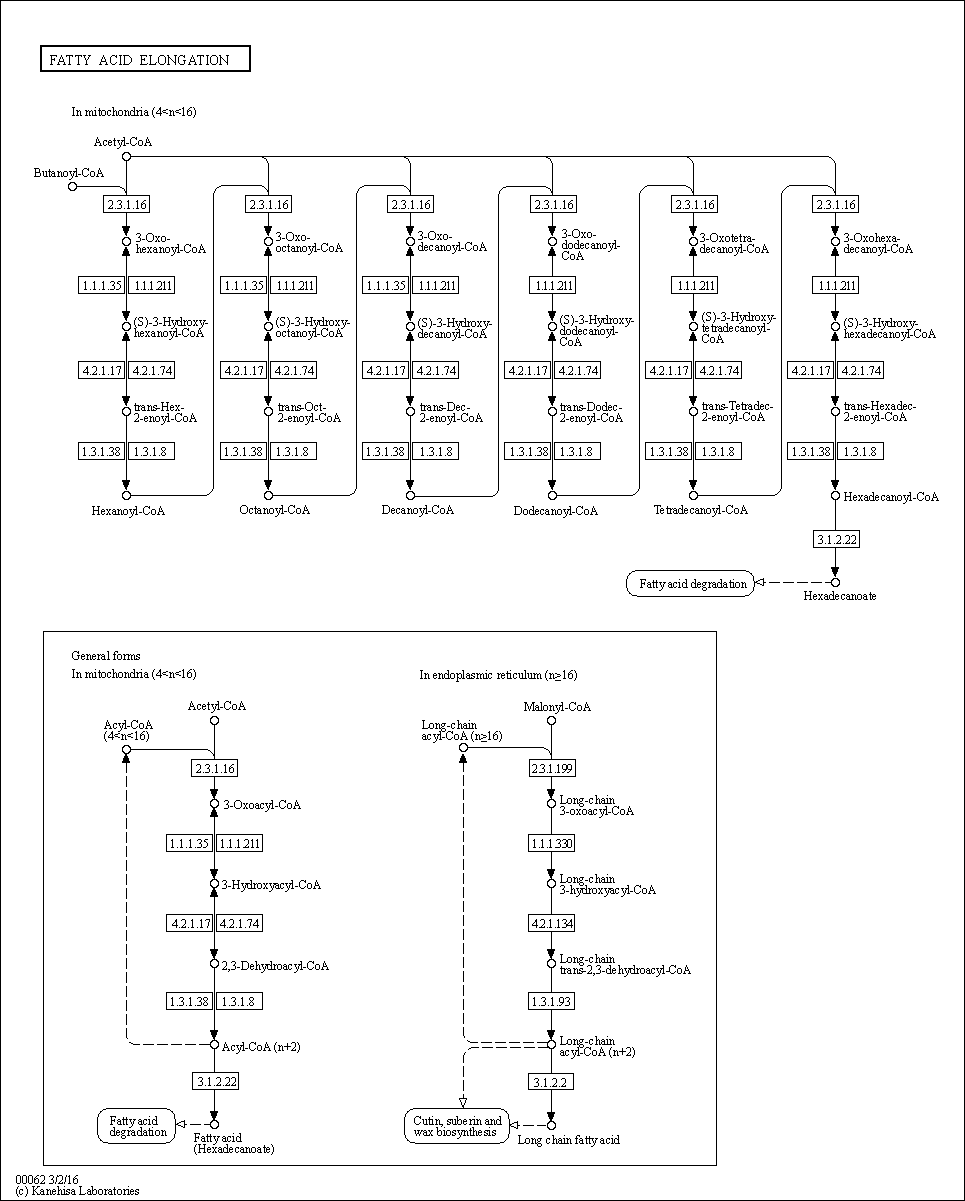 FATTY ACID ELONGATION
In mitochondria (4<n<16)
Acetyl-CoA
Butanoyl-CoA
2.3.1.16 2.3.1.16 2.3.1.16 2.3.1.16 2.3.1.16 2.3.1.16
3-Oxo- 3-Oxo- 3-Oxo- 3-Oxo- 3-Oxotetra- 3-Oxohexa-
hexanoyl-CoA octanoyl-CoA decanoyl-CoA dodecanoyl- decanoyl-CoA decanoyl-CoA
CoA
1.1.1.35 1.1.1.211 1.1.1.35 1.1.1.211 1.1.1.35 1.1.1.211 1.1.1.211 1.1.1.211 1.1.1.211
(S)-3-Hydroxy- (S)-3-Hydroxy- (S)-3-Hydroxy- (S)-3-Hydroxy- (S)-3-Hydroxy- (S)-3-Hydroxy-
hexanoyl-CoA octanoyl-CoA decanoyl-CoA dodecanoyl- tetradecanoyl- hexadecanoyl-CoA
CoA CoA
4.2.1.17 4.2.1.74 4.2.1.17 4.2.1.74 4.2.1.17 4.2.1.74 4.2.1.17 4.2.1.74 4.2.1.17 4.2.1.74 4.2.1.17 4.2.1.74
trans-Hex- trans-Oct- trans-Dec- trans-Dodec- trans-Tetradec- trans-Hexadec-
2-enoyl-CoA 2-enoyl-CoA 2-enoyl-CoA 2-enoyl-CoA 2-enoyl-CoA 2-enoyl-CoA
1.3.1.38 1.3.1.8 1.3.1.38 1.3.1.8 1.3.1.38 1.3.1.8 1.3.1.38 1.3.1.8 1.3.1.38 1.3.1.8 1.3.1.38 1.3.1.8
Hexadecanoyl-CoA
Hexanoyl-CoA Octanoyl-CoA Decanoyl-CoA Dodecanoyl-CoA Tetradecanoyl-CoA
3.1.2.22
Fatty acid degradation
Hexadecanoate
General forms
In mitochondria (4<n<16)
Acetyl-CoA
Acyl-CoA
(4<n<16)
2.3.1.16
3-Oxoacyl-CoA
1.1.1.35 1.1.1.211
3-Hydroxyacyl-CoA
4.2.1.17 4.2.1.74
2,3-Dehydroacyl-CoA
1.3.1.38 1.3.1.8
Acyl-CoA (n+2)
3.1.2.22
Fatty acid
degradation
Fatty acid
(Hexadecanoate)
In endoplasmic reticulum (n≥16)
Malonyl-CoA
Long-chain
acyl-CoA (n≥16)
2.3.1.199
Long-chain
3-oxoacyl-CoA
1.1.1.330
Long-chain
3-hydroxyacyl-CoA
4.2.1.134
Long-chain
trans-2,3-dehydroacyl-CoA
1.3.1.93
Long-chain
acyl-CoA (n+2)
3.1.2.2
Cutin, suberin and
wax biosynthesis
Long chain fatty acid
00062 3/2/16
(c) Kanehisa Laboratories